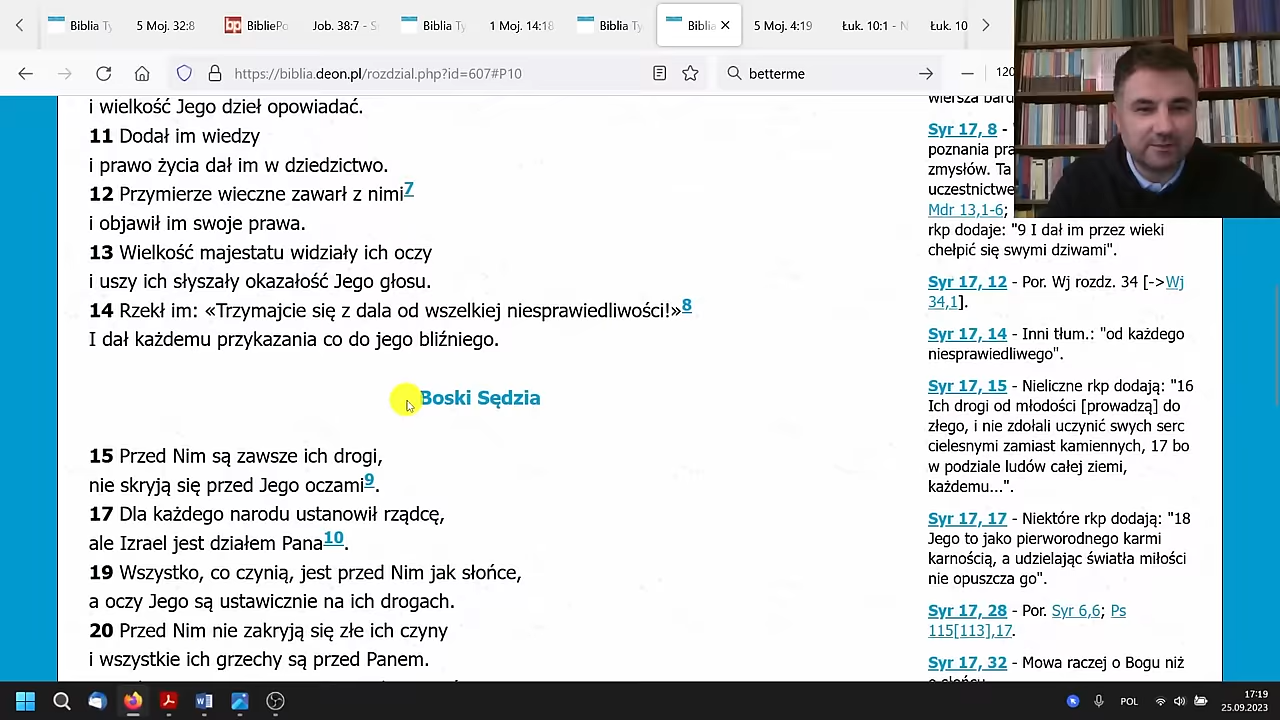 Biblia Ty
5 Moj. 32:8
BibliePo
Job. 38:7 - S
Biblia Ty
1 Moj. 14:18
Biblia Ty
Bibli
5 Moj. 4:19
Łuk. 10:1 - N
Łuk. 10
https://biblia.deon.pl/rozdzial.php?id=607#P10
betterme
120
i wielkość Jego dzieł opowiadać.
11 Dodał im wiedzy
i prawo życia dał im w dziedzictwo.
12 Przymierze wieczne zawarł z nimi7
i objawił im swoje prawa.
13 Wielkość majestatu widziały ich oczy
i uszy ich słyszały okazałość Jego głosu.
14 Rzekł im: «Trzymajcie się z dala od wszelkiej niesprawiedliwości!»8
I dał każdemu przykazania co do jego bliźniego.
Boski Sędzia
15 Przed Nim są zawsze ich drogi,
nie skryją się przed Jego oczami9.
17 Dla każdego narodu ustanowił rządcę,
ale Izrael jest działem Pana10.
19 Wszystko, co czynią, jest przed Nim jak słońce,
a oczy Jego są ustawicznie na ich drogach.
20 Przed Nim nie zakryją się złe ich czyny
i wszystkie ich grzechy są przed Panem.
wiersza bard
Syr 17, 8 - "
poznania pra
zmysłów. Ta
uczestnictwe
Mdr 13,1-6;
rkp dodaje: "9 I dał im przez wieki
chełpić się swymi dziwami".
Syr 17, 12 - Por. Wj rozdz. 34 [->Wj
34,1].
Syr 17, 14 - Inni tłum.: "od każdego
niesprawiedliwego".
Syr 17, 15 - Nieliczne rkp dodają: "16
Ich drogi od młodości [prowadzą] do
złego, i nie zdołali uczynić swych serc
cielesnymi zamiast kamiennych, 17 bo
w podziale ludów całej ziemi,
każdemu...".
Syr 17, 17 - Niektóre rkp dodają: "18
Jego to jako pierworodnego karmi
karnością, a udzielając światła miłości
nie opuszcza go".
Syr 17, 28 - Por. Syr 6,6; Ps
115[113],17.
Syr 17, 32 - Mowa raczej o Bogu niż
o słońcu
POL
17:19
25.09.2023